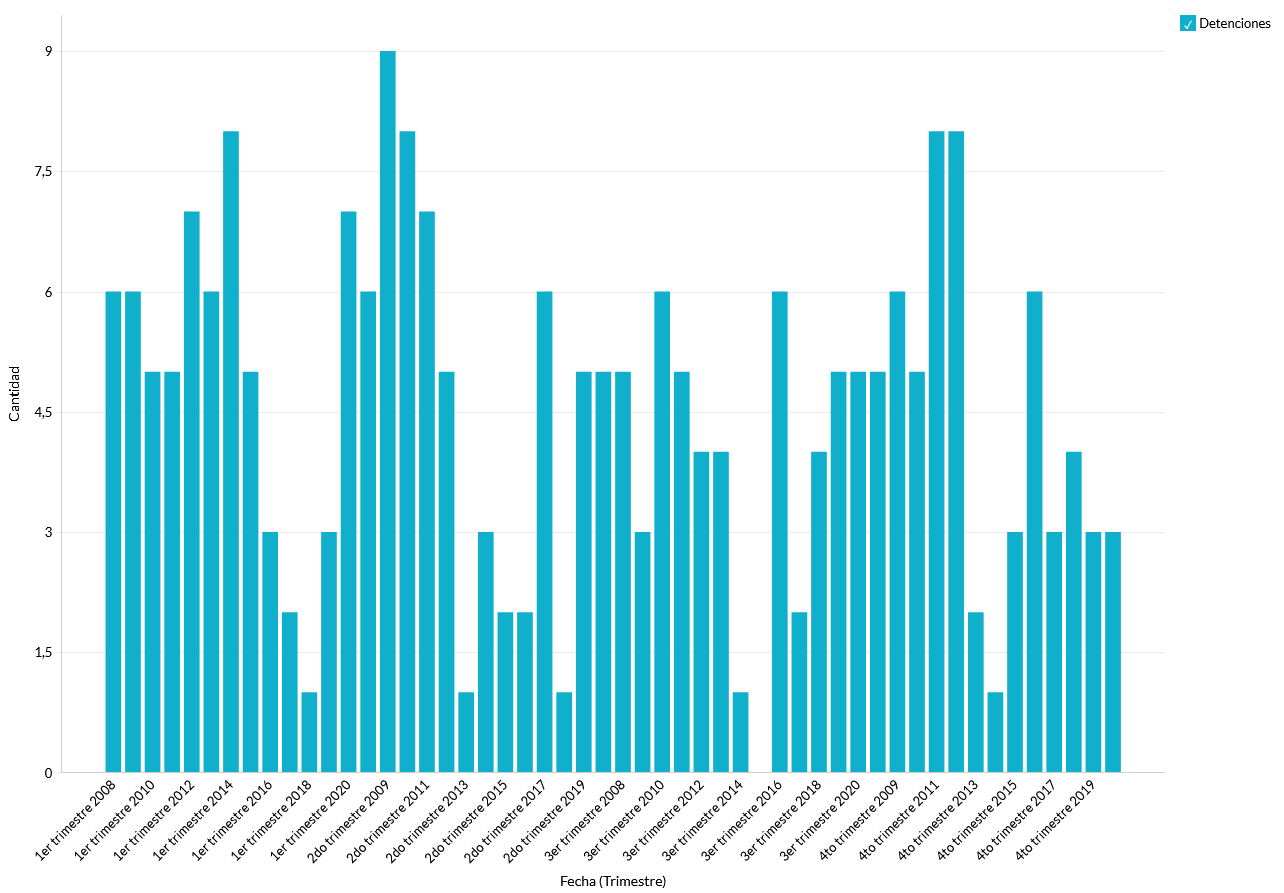 Detenciones
9
7,5
6
4,5
3
1,5
0
Cantidad
1er trimestre 2008
1er trimestre 2010
1er trimestre 2012
1er trimestre 2014
1er trimestre 2016
1er trimestre 2018
1er trimestre 2020
2do trimestre 2009
2do trimestre 2011
2do trimestre 2013
2do trimestre 2015
2do trimestre 2017
2do trimestre 2019
3er trimestre 2008
3er trimestre 2010
3er trimestre 2012
3er trimestre 2014
3er trimestre 2016
3er trimestre 2018
3er trimestre 2020
4to trimestre 2009
4to trimestre 2011
4to trimestre 2013
4to trimestre 2015
4to trimestre 2017
4to trimestre 2019
Fecha (Trimestre)